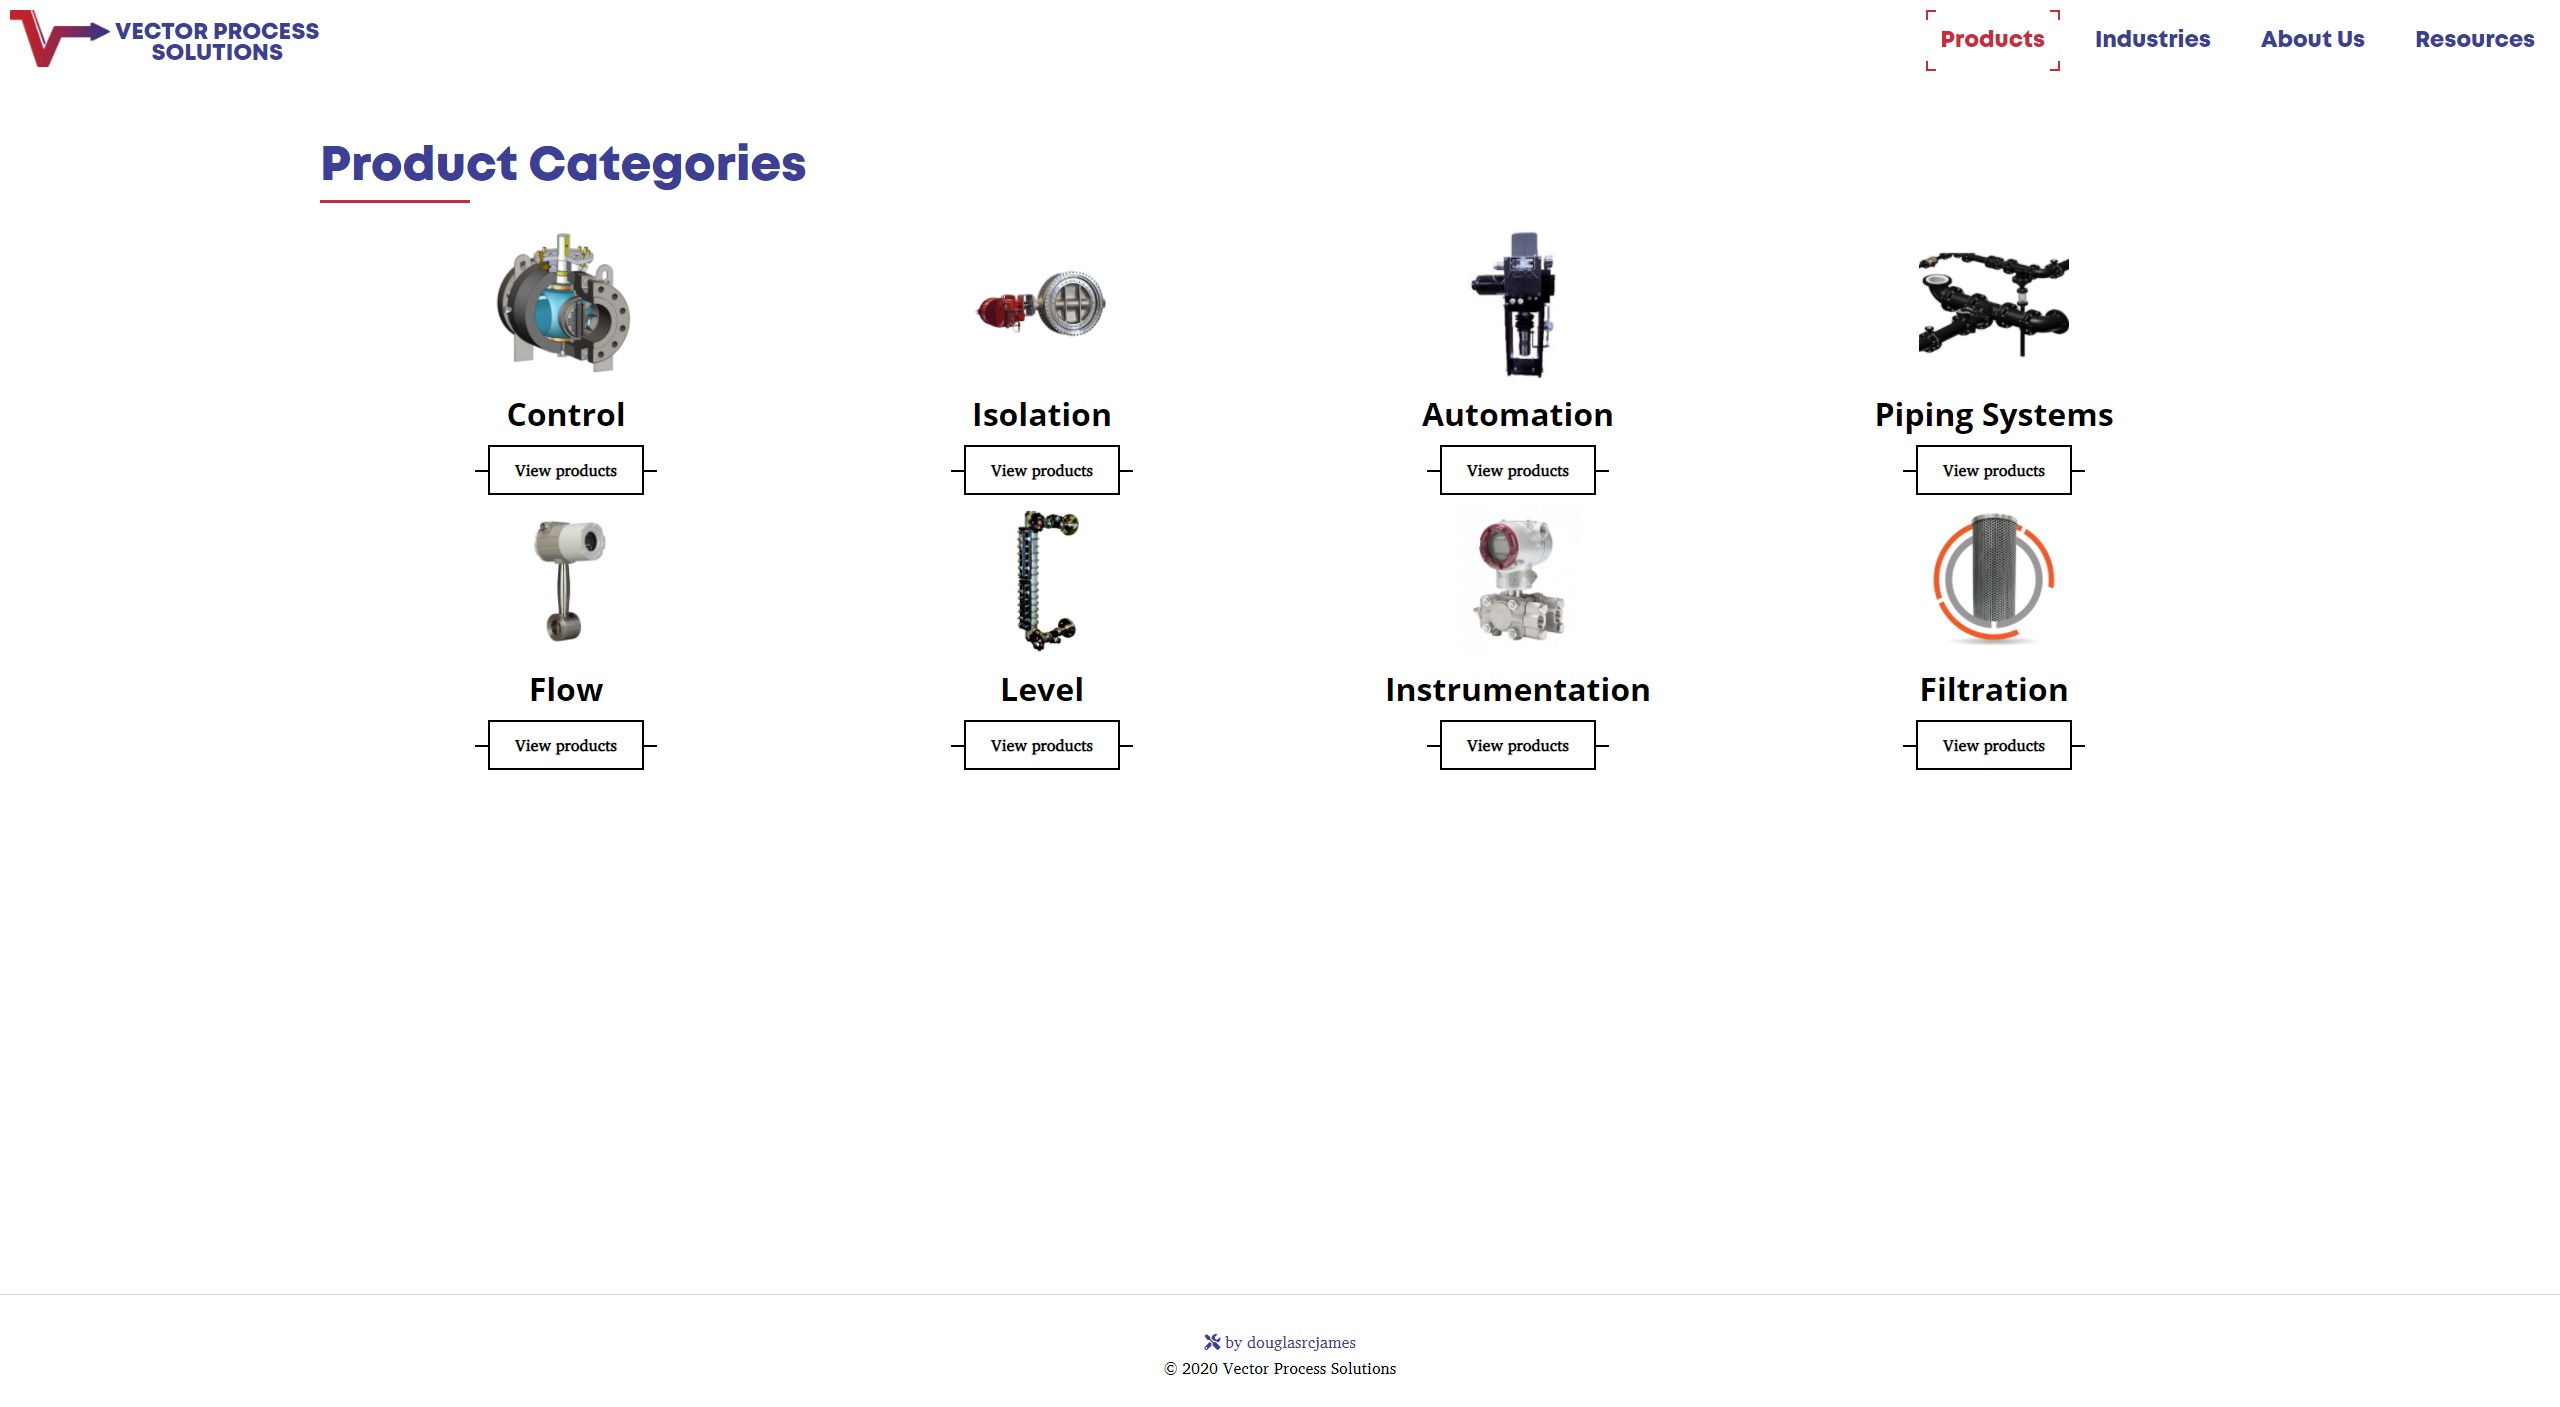 VECTOR PROCESS
SOLUTIONS
Products
Industries
About Us
Resources
Product Categories
Control
Isolation
Automation
Piping Systems
View products
View products
View products
View products
Flow
Level
Instrumentation
Filtration
View products
View products
View products
View products
by douglasrcjames
© 2020 Vector Process Solutions